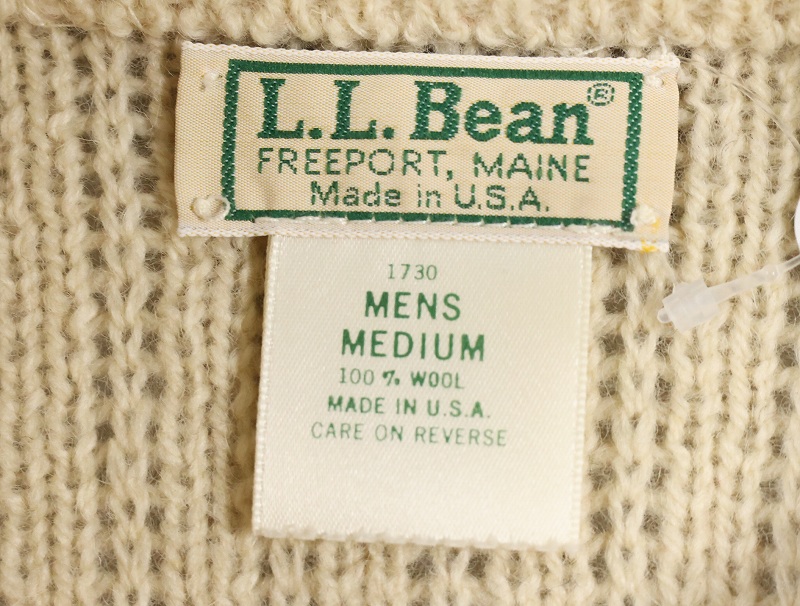 L.L.Bean®
FREEPORT, MAINE
Made in U.S.A.
1730
MENS
MEDIUM
100 % WOOL
MADE IN U.S.A.
CARE ON REVERSE